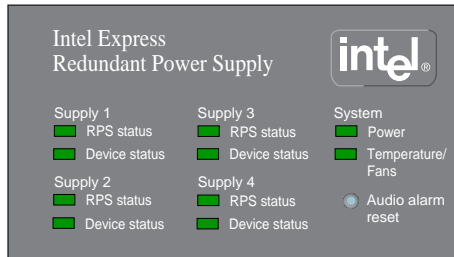 Intel Express
Redundant Power Supply
intel®
Supply 1
RPS status
Device status
Supply 2
RPS status
Device status
Supply 3
RPS status
Device status
Supply 4
RPS status
Device status
System
Power
Temperature/
Fans
Audio alarm
reset